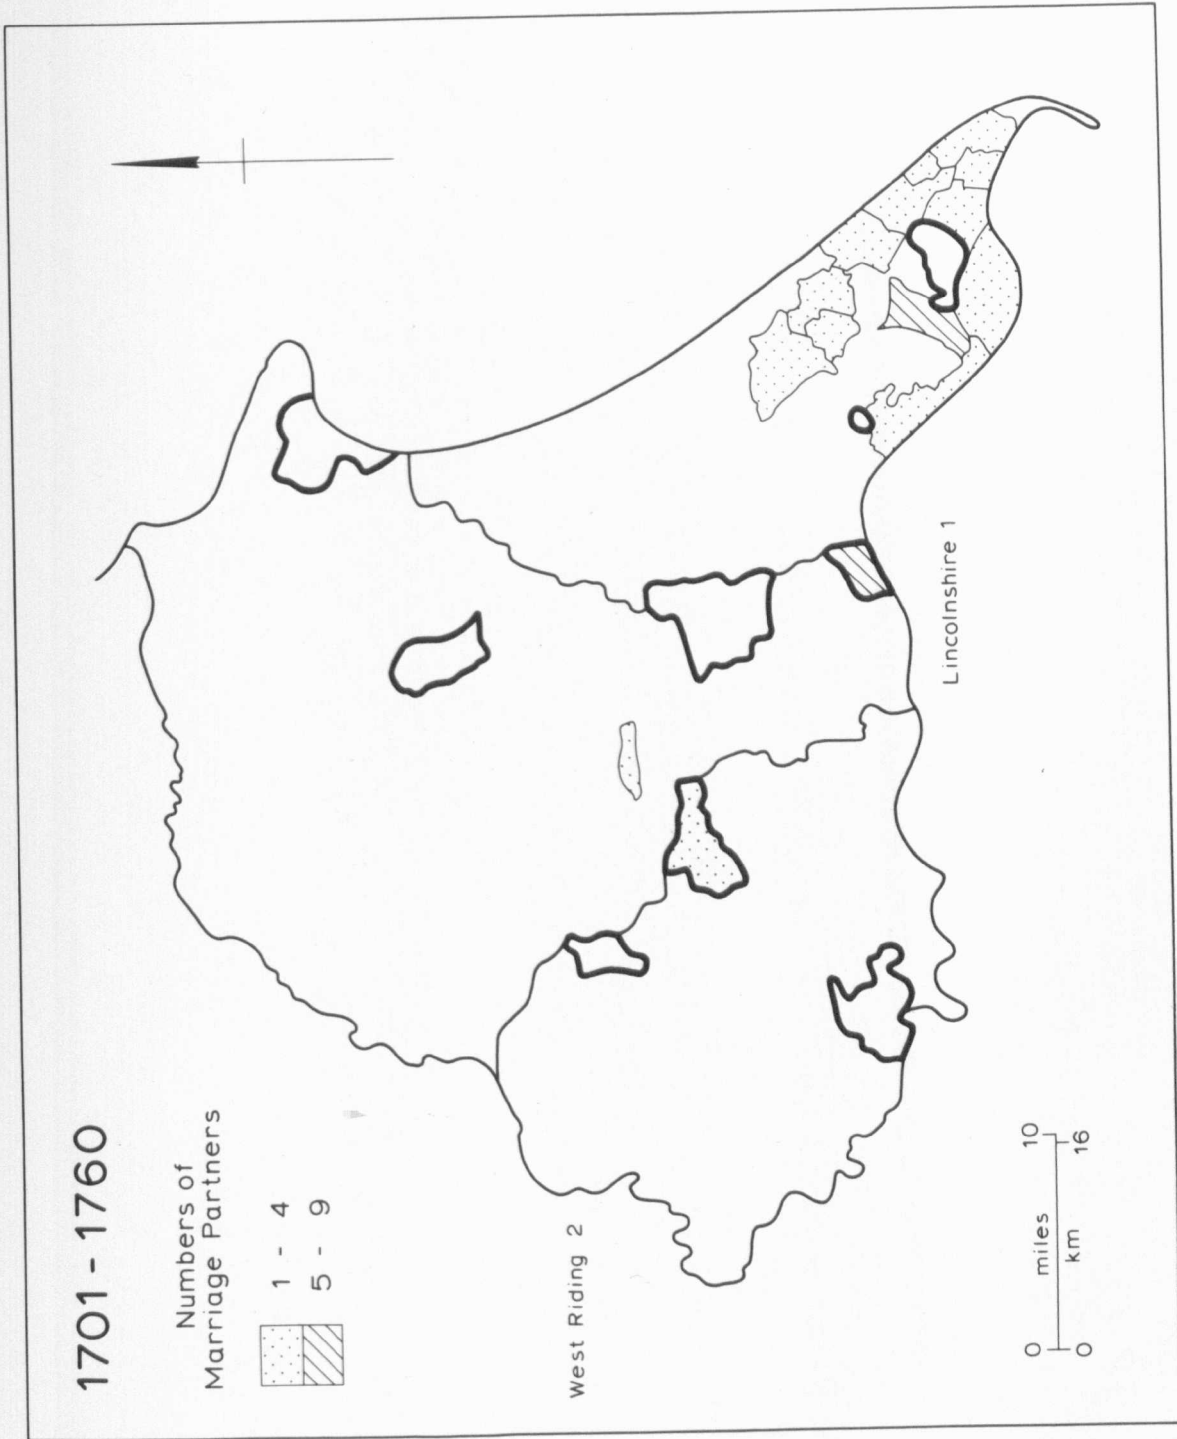 1701 - 1760
Numbers of
Marriage Partners
1 - 4
5 - 9
West Riding 2
Lincolnshire 1
0 miles 10
0 km 16